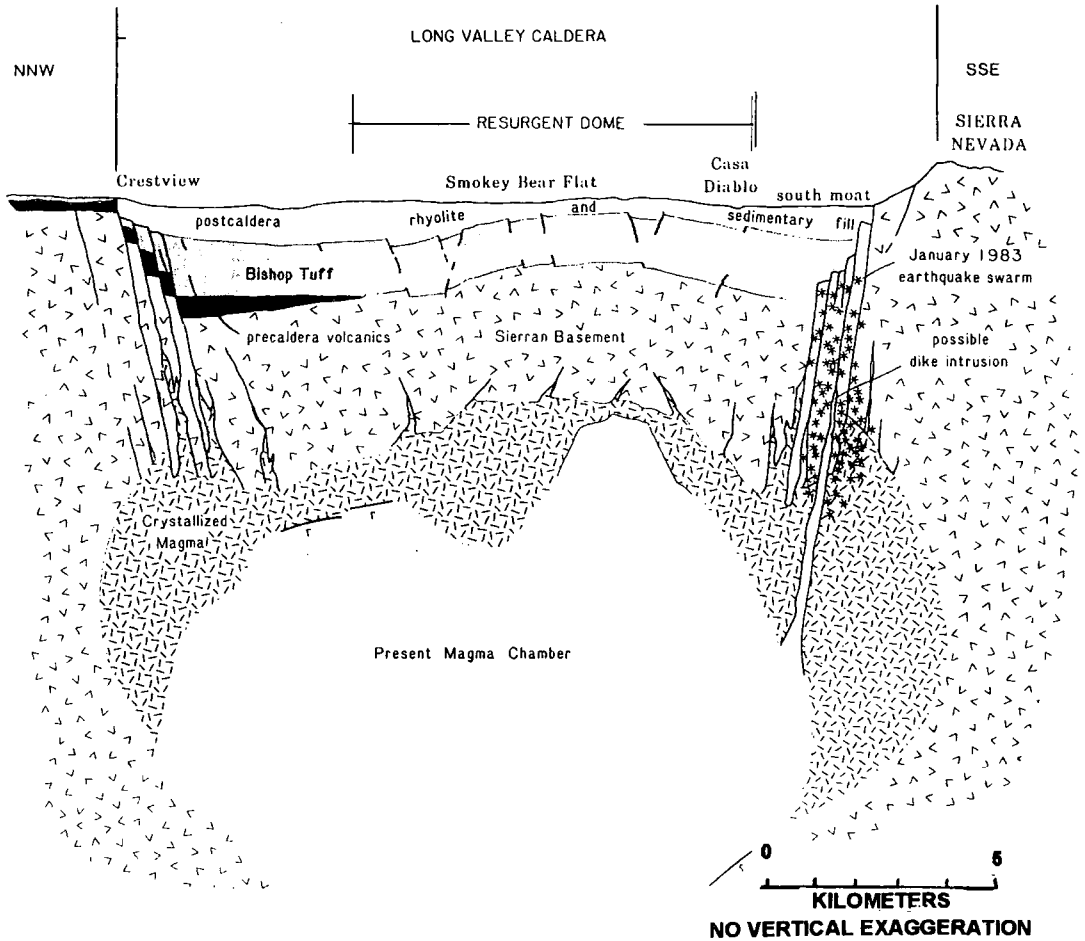 LONG VALLEY CALDERA
NNW
SSE
RESURGENT DOME
SIERRA
NEVADA
Crestview
Smokey Bear Flat
Casa
Diablo
south moat
postcaldera
rhyolite
and
sedimentary
fill
Bishop Tuff
January 1983
earthquake swarm
precaldera volcanics
Sierran Basement
possible
dike intrusion
Crystallized
Magma
Present Magma Chamber
0
5
KILOMETERS
NO VERTICAL EXAGGERATION